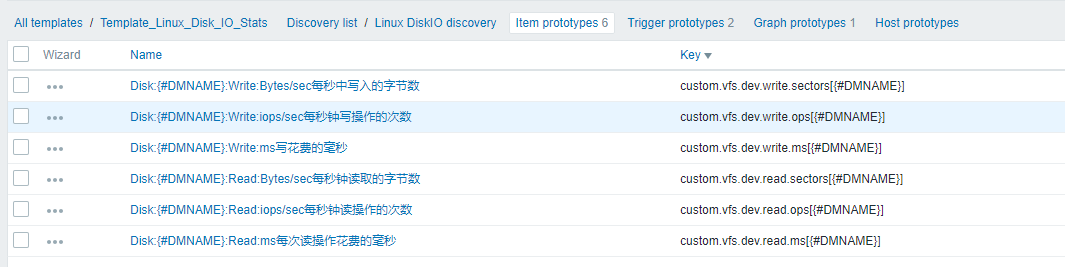 All templates / Template_Linux_Disk_IO_Stats Discovery list / Linux DiskIO discovery Item prototypes 6 Trigger prototypes 2 Graph prototypes 1 Host prototypes
Wizard Name Key
Disk:{#DMNAME}:Write:Bytes/sec每秒中写入的字节数 custom.vfs.dev.write.sectors[{#DMNAME}]
Disk:{#DMNAME}:Write:iops/sec每秒钟写操作的次数 custom.vfs.dev.write.ops[{#DMNAME}]
Disk:{#DMNAME}:Write:ms写花费的毫秒 custom.vfs.dev.write.ms[{#DMNAME}]
Disk:{#DMNAME}:Read:Bytes/sec每秒钟读取的字节数 custom.vfs.dev.read.sectors[{#DMNAME}]
Disk:{#DMNAME}:Read:iops/sec每秒钟读操作的次数 custom.vfs.dev.read.ops[{#DMNAME}]
Disk:{#DMNAME}:Read:ms每次读操作花费的毫秒 custom.vfs.dev.read.ms[{#DMNAME}]